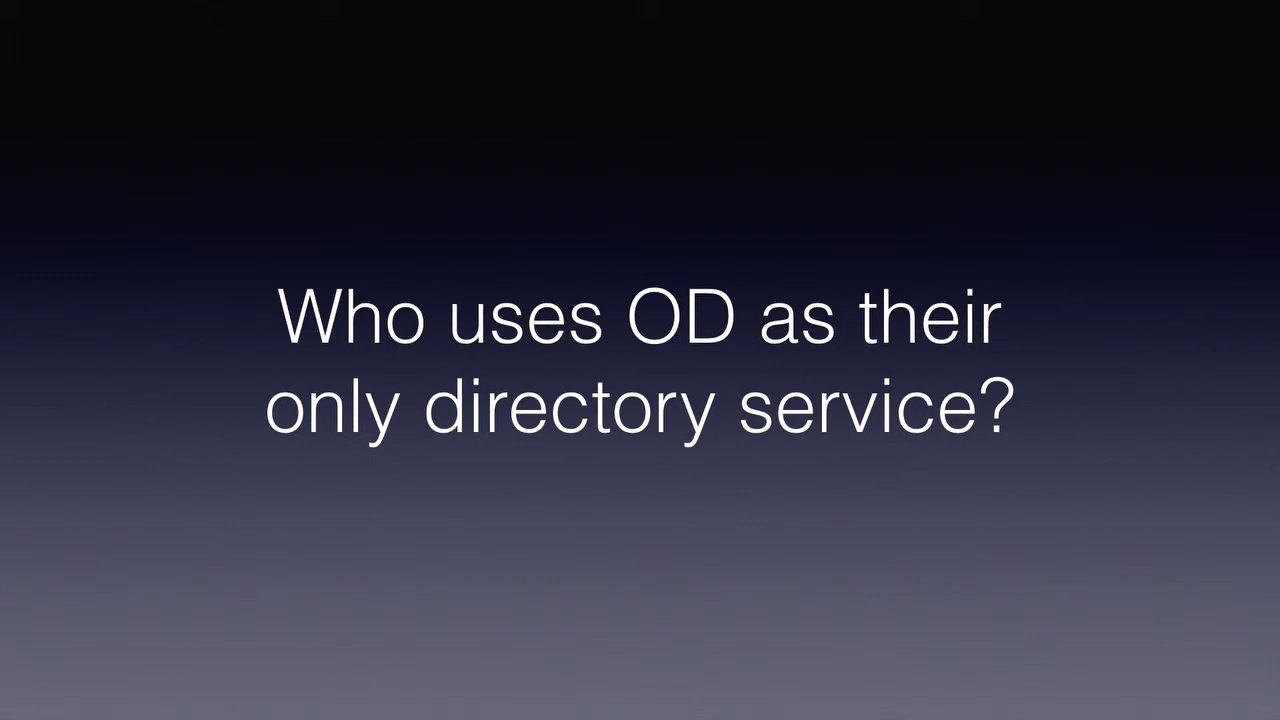 Who uses OD as their
only directory service?